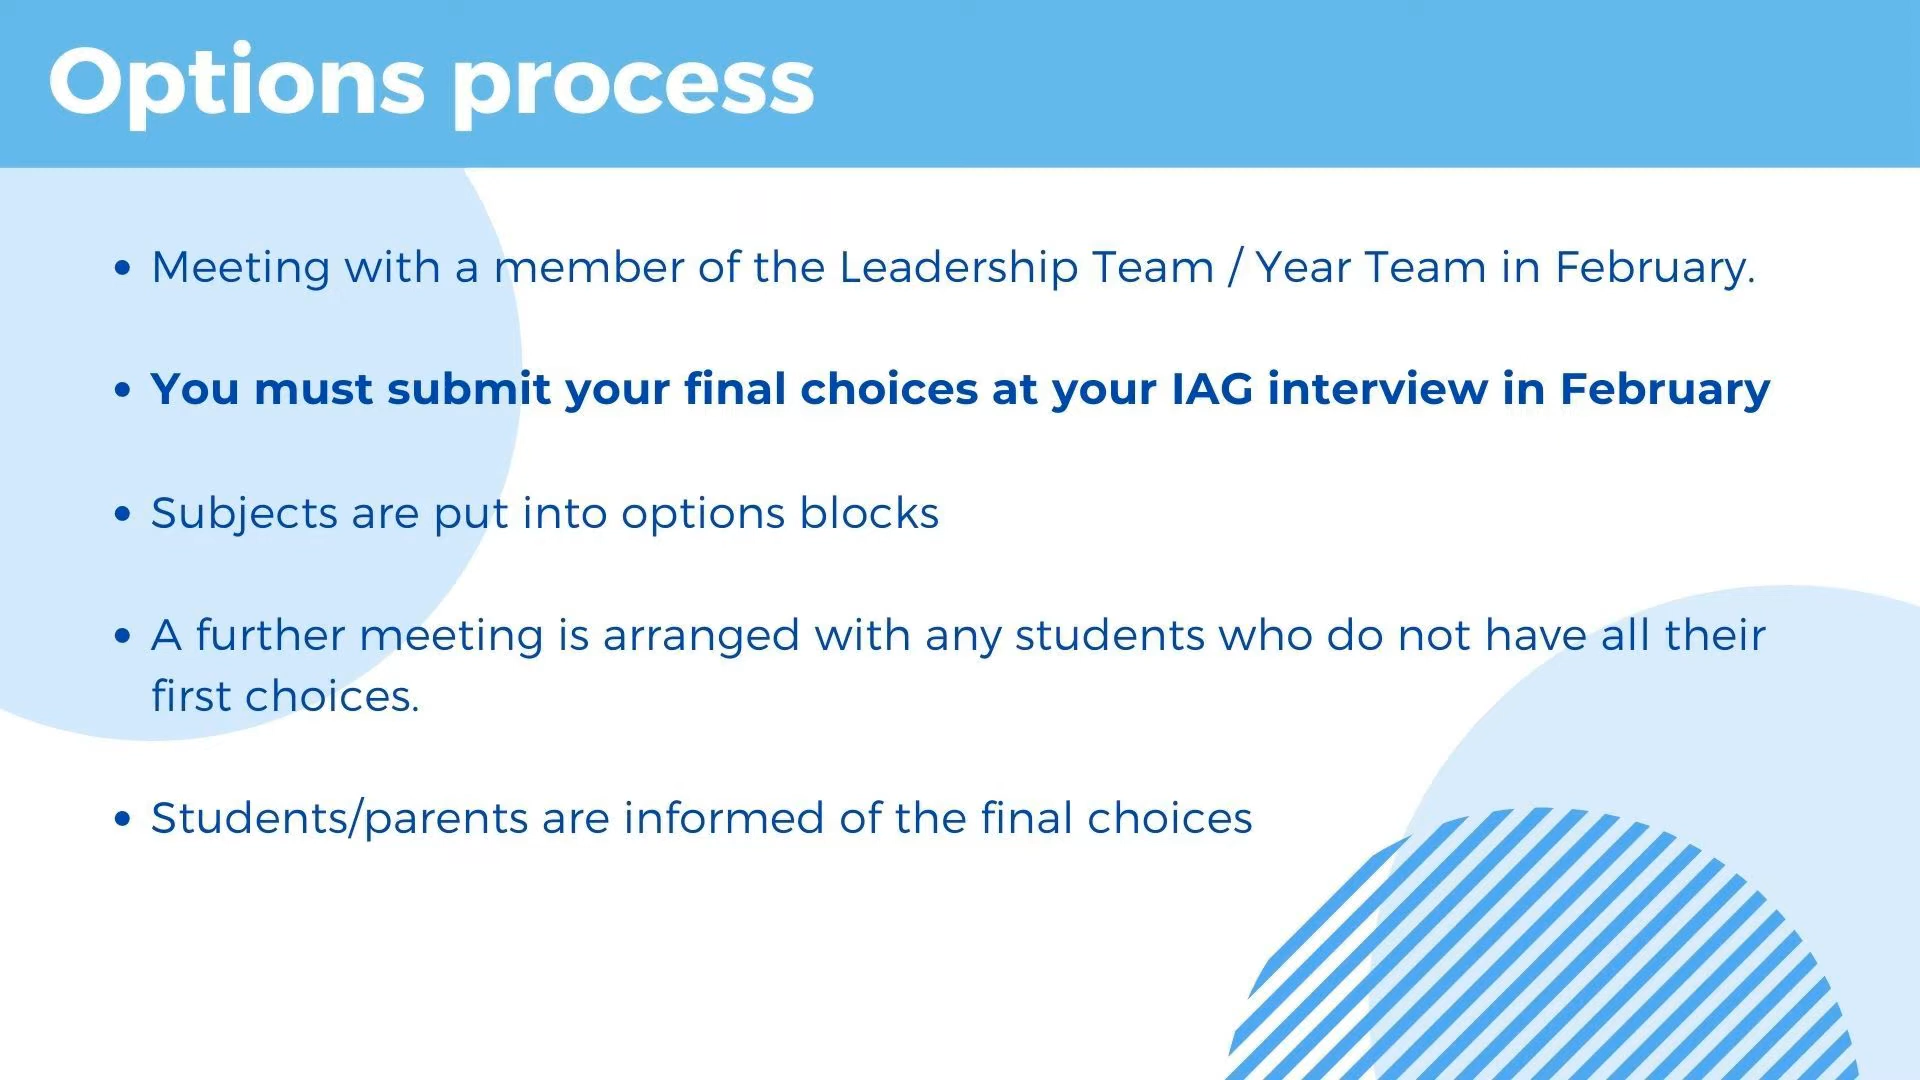 Options process
• Meeting with a member of the Leadership Team / Year Team in February.
• You must submit your final choices at your IAG interview in February
• Subjects are put into options blocks
• A further meeting is arranged with any students who do not have all their
first choices.
• Students/parents are informed of the final choices